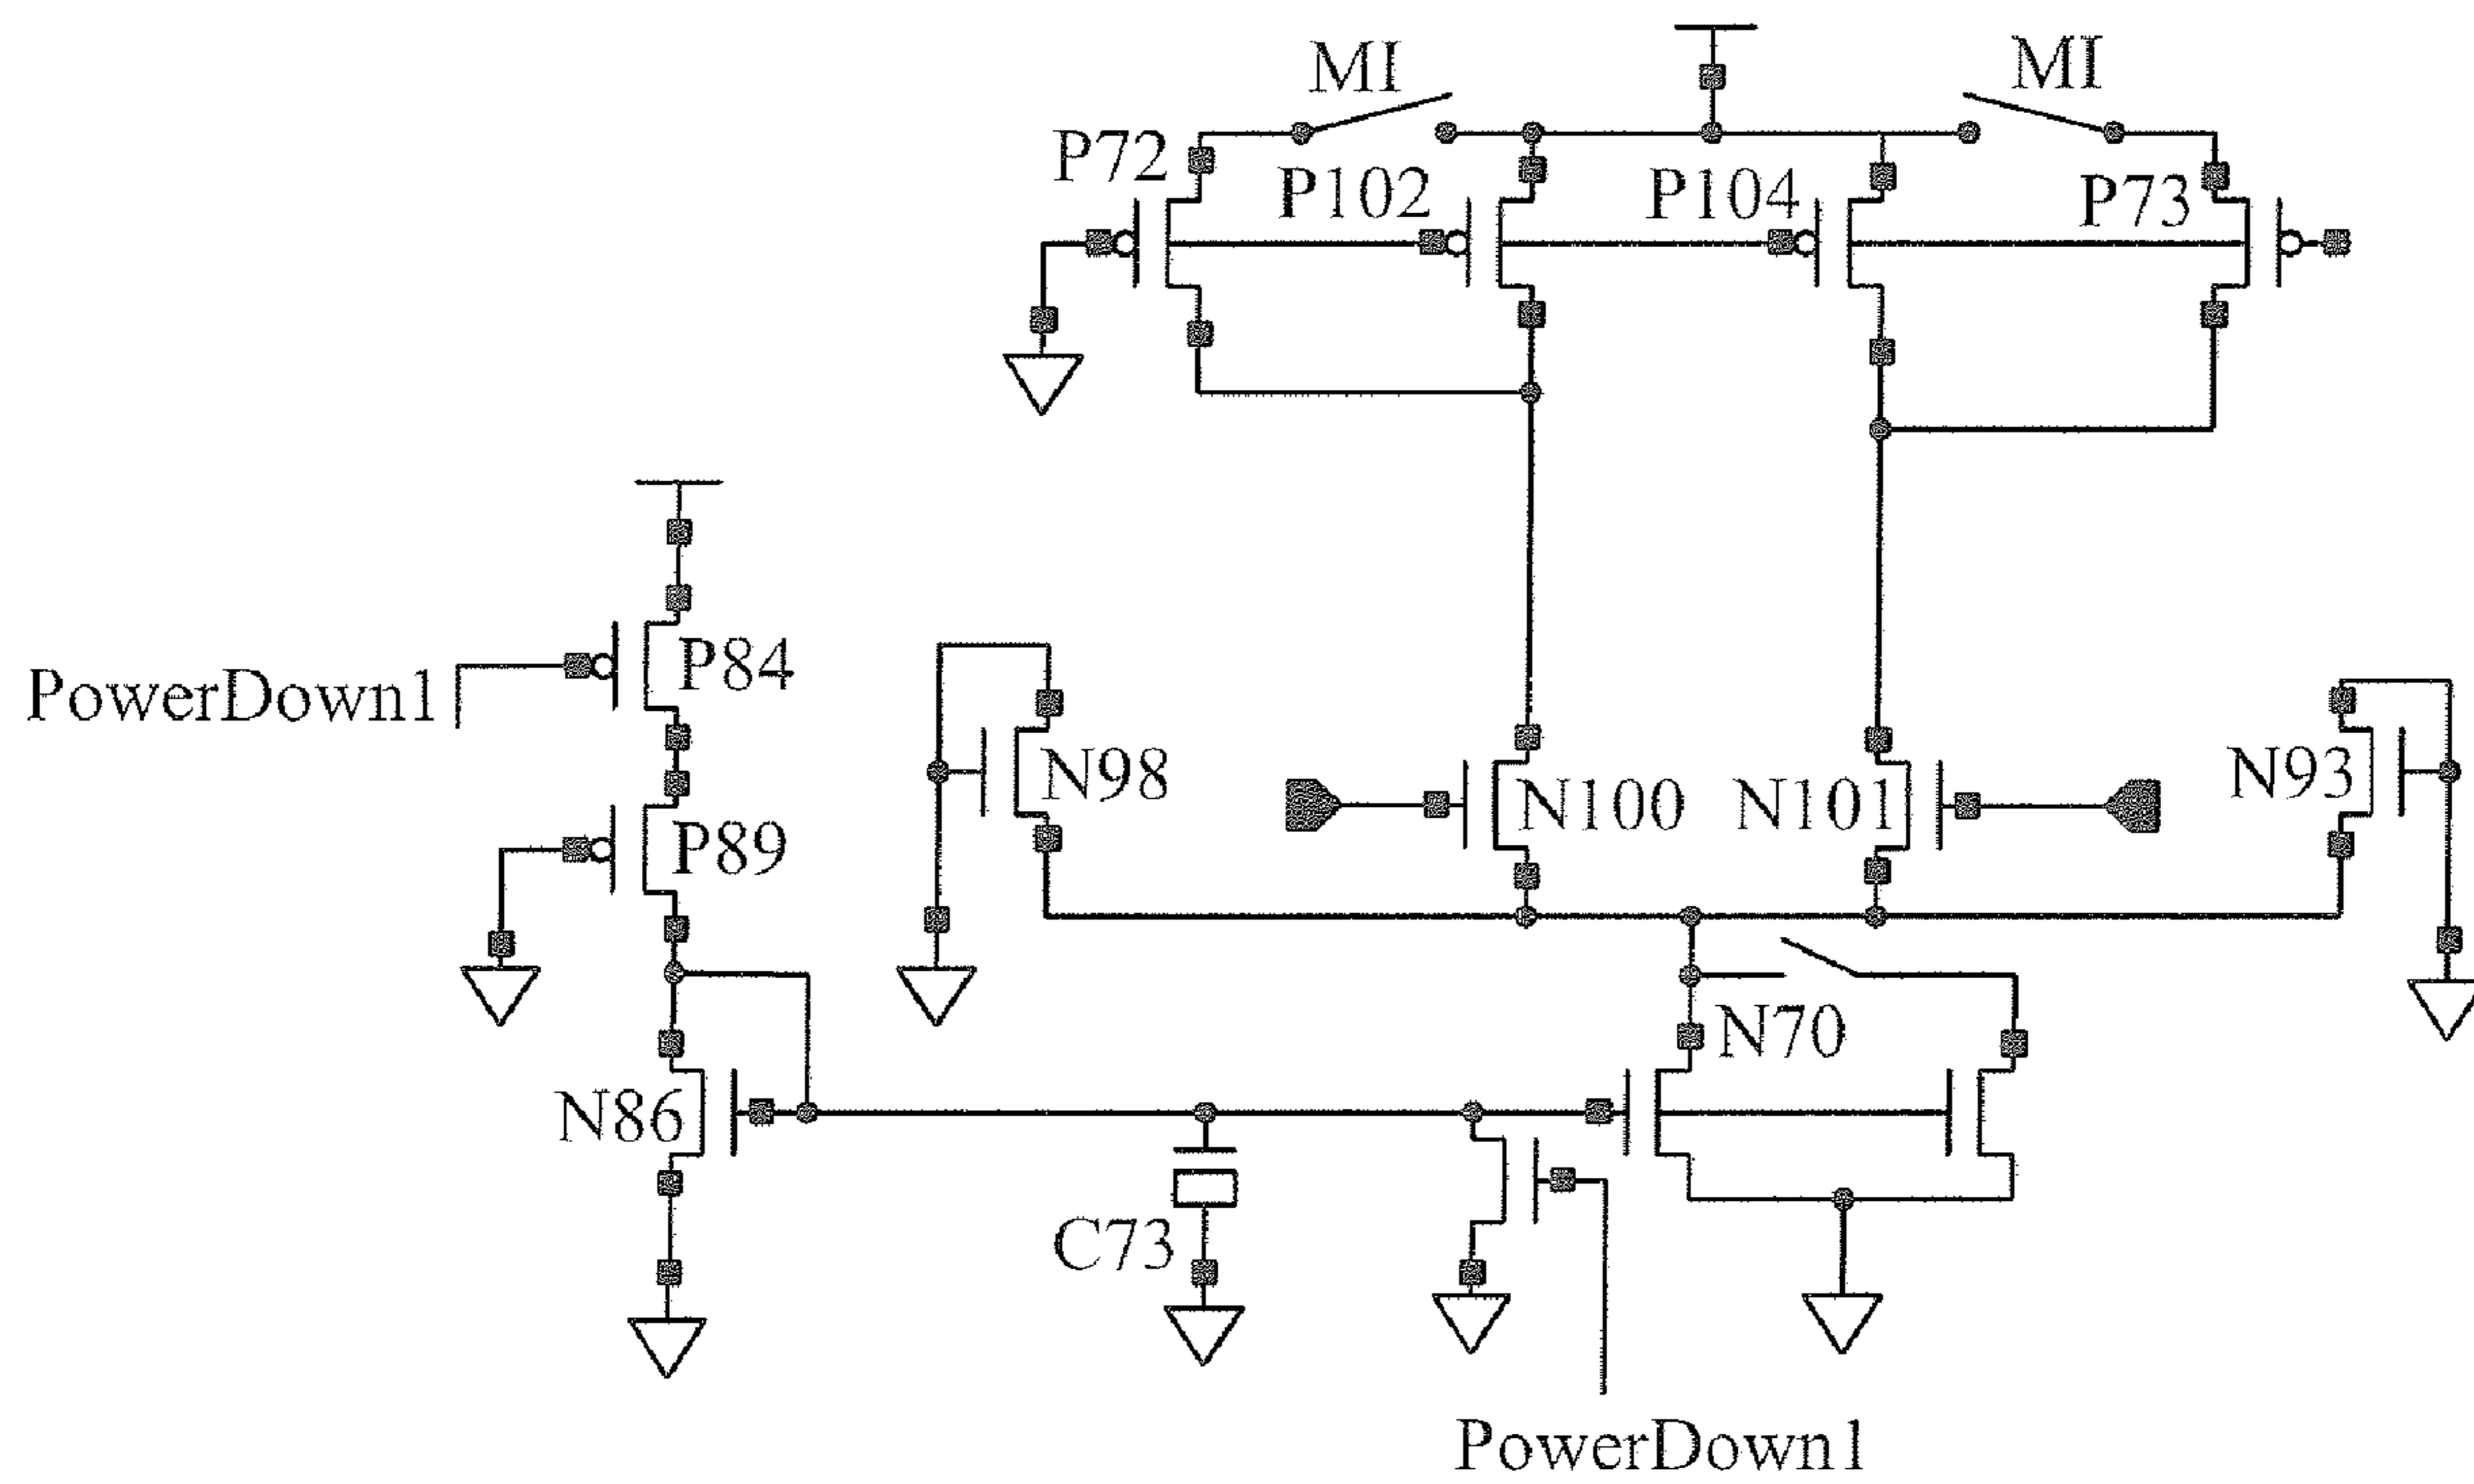 MI
MI
P72
P102
P104
P73
P84
PowerDown1
N98
N100
N101
N93
P89
N70
N86
C73
PowerDown1